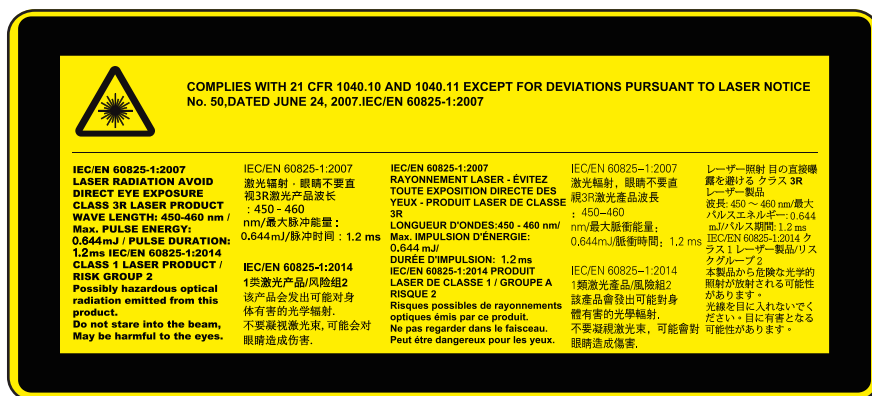 COMPLIES WITH 21 CFR 1040.10 AND 1040.11 EXCEPT FOR DEVIATIONS PURSUANT TO LASER NOTICE
No. 50,DATED JUNE 24, 2007.IEC/EN 60825-1:2007
IEC/EN 60825-1:2007
LASER RADIATION AVOID
DIRECT EYE EXPOSURE
CLASS 3R LASER PRODUCT
WAVE LENGTH: 450-460 nm /
Max. PULSE ENERGY:
0.644mJ / PULSE DURATION:
1.2ms IEC/EN 60825-1:2014
CLASS 1 LASER PRODUCT /
RISK GROUP 2
Possibly hazardous optical
radiation emitted from this
product.
Do not stare into the beam,
May be harmful to the eyes.
IEC/EN 60825-1:2007
激光辐射，眼睛不要直
视3R激光产品波长
: 450 - 460
nm/最大脉冲能量 :
0.644mJ/脉冲时间 : 1.2 ms
IEC/EN 60825-1:2014
1类激光产品/风险组2
该产品会发出可能对身
体有害的光学辐射.
不要凝视激光束, 可能会对
眼睛造成伤害.
IEC/EN 60825-1:2007
RAYONNEMENT LASER - ÉVITEZ
TOUTE EXPOSITION DIRECTE DES
YEUX - PRODUIT LASER DE CLASSE
3R
LONGUEUR D'ONDES:450 - 460 nm/
Max. IMPULSION D'ÉNERGIE:
0.644 mJ/
DURÉE D'IMPULSION: 1.2ms
IEC/EN 60825-1:2014 PRODUIT
LASER DE CLASSE 1 / GROUPE A
RISQUE 2
Risques possibles de rayonnements
optiques émis par ce produit.
Ne pas regarder dans le faisceau.
Peut étre dangereux pour les yeux.
IEC/EN 60825–1:2007
激光輻射，眼睛不要直
視3R激光產品波長
: 450–460
nm/最大脈衝能量：
0.644mJ/脈衝時間：1.2 ms
IEC/EN 60825–1:2014
1類激光產品/風險組2
該產品會發出可能對身
體有害的光學輻射.
不要凝視激光束，可能會對
眼睛造成傷害.
レーザー照射 目の直接曝
露を避ける クラス 3R
レーザー製品
波長: 450 ～ 460 nm/最大
パルスエネルギー: 0.644
mJ/パルス期間: 1.2 ms
IEC/EN 60825-1:2014 ク
ラス 1 レーザー製品/リス
クグループ 2
本製品から危険な光学的
照射が放射される可能性
があります。
光線を目に入れないでく
ださい。目に有害となる
可能性があります。